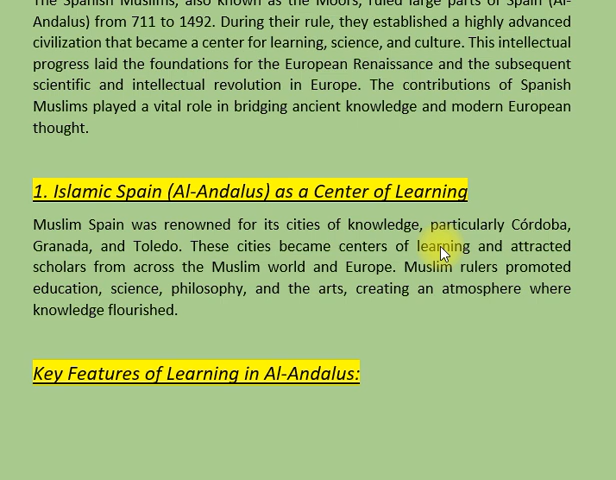 The Spanish Muslims, also known as the Moors, ruled large parts of Spain (Al-
Andalus) from 711 to 1492. During their rule, they established a highly advanced
civilization that became a center for learning, science, and culture. This intellectual
progress laid the foundations for the European Renaissance and the subsequent
scientific and intellectual revolution in Europe. The contributions of Spanish
Muslims played a vital role in bridging ancient knowledge and modern European
thought.
1. Islamic Spain (Al-Andalus) as a Center of Learning
Muslim Spain was renowned for its cities of knowledge, particularly Córdoba,
Granada, and Toledo. These cities became centers of learning and attracted
scholars from across the Muslim world and Europe. Muslim rulers promoted
education, science, philosophy, and the arts, creating an atmosphere where
knowledge flourished.
Key Features of Learning in Al-Andalus: